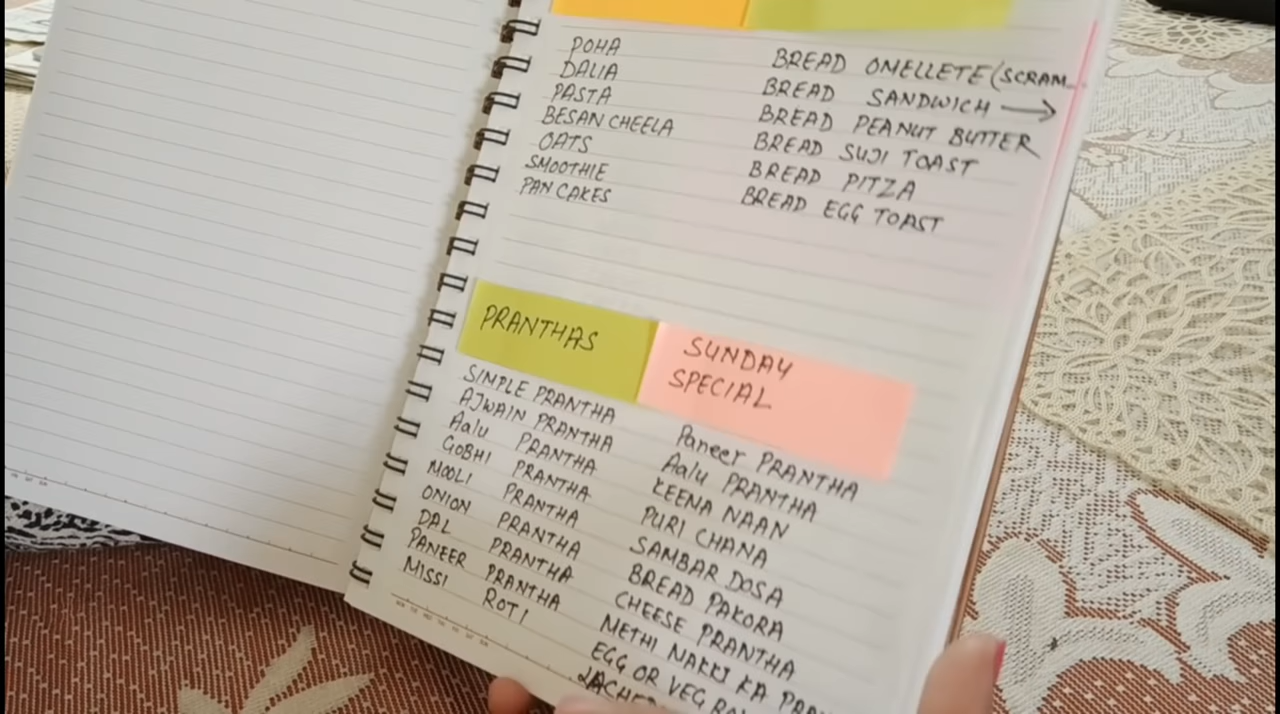 POHA
DALIA
PASTA
BESAN CHEELA
OATS
SMOOTHIE
PAN CAKES
BREAD OMELLETE (SCRAM
BREAD SANDWICH →
BREAD PEANUT BUTTER
BREAD SUJI TOAST
BREAD PITZA
BREAD EGG TOAST
PRANTHAS
SIMPLE PRANTHA
AJWAIN PRANTHA
Aalu PRANTHA
GOBHI PRANTHA
MOOLI PRANTHA
ONION PRANTHA
DAL PRANTHA
PANEER PRANTHA
MISSI ROTI
SUNDAY
SPECIAL
Paneer PRANTHA
Aalu PRANTHA
KEENA NAAN
PURI CHANA
SAMBAR DOSA
BREAD PAKORA
CHEESE PRANTHA
METHI NAKKI KA
EGG OR VEG